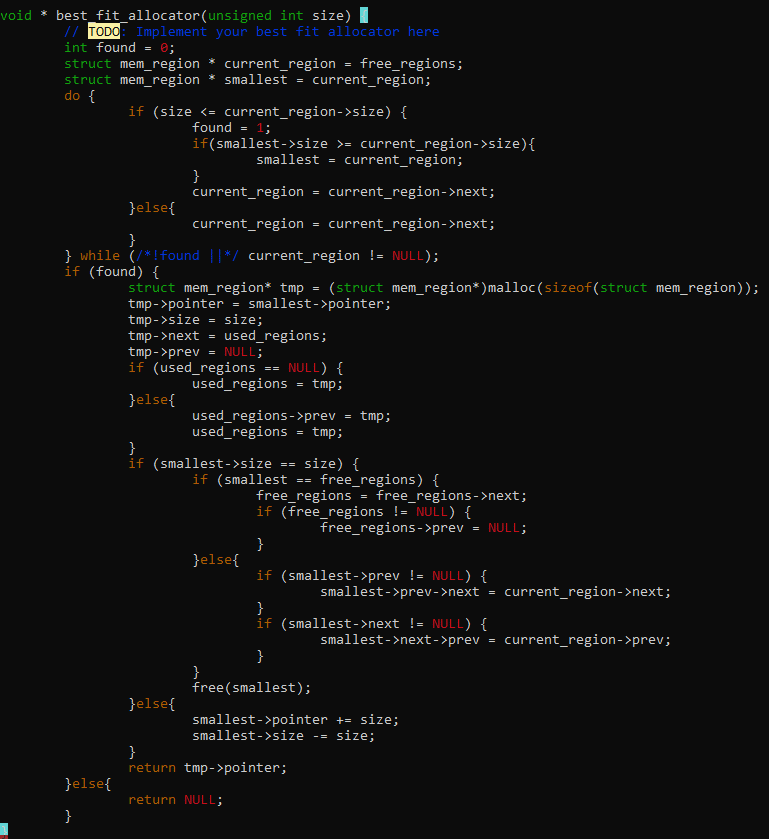 void * best_fit_allocator(unsigned int size) {
        // TODO: Implement your best fit allocator here
        int found = 0;
        struct mem_region * current_region = free_regions;
        struct mem_region * smallest = current_region;
        do {
                if (size <= current_region->size) {
                        found = 1;
                        if(smallest->size >= current_region->size){
                                smallest = current_region;
                        }
                        current_region = current_region->next;
                }else{
                        current_region = current_region->next;
                }
        } while (/*!found ||*/ current_region != NULL);
        if (found) {
                struct mem_region* tmp = (struct mem_region*)malloc(sizeof(struct mem_region));
                tmp->pointer = smallest->pointer;
                tmp->size = size;
                tmp->next = used_regions;
                tmp->prev = NULL;
                if (used_regions == NULL) {
                        used_regions = tmp;
                }else{
                        used_regions->prev = tmp;
                        used_regions = tmp;
                }
                if (smallest->size == size) {
                        if (smallest == free_regions) {
                                free_regions = free_regions->next;
                                if (free_regions != NULL) {
                                        free_regions->prev = NULL;
                                }
                        }else{
                                if (smallest->prev != NULL) {
                                        smallest->prev->next = current_region->next;
                                }
                                if (smallest->next != NULL) {
                                        smallest->next->prev = current_region->prev;
                                }
                        }
                        free(smallest);
                }else{
                        smallest->pointer += size;
                        smallest->size -= size;
                }
                return tmp->pointer;
        }else{
                return NULL;
        }
}